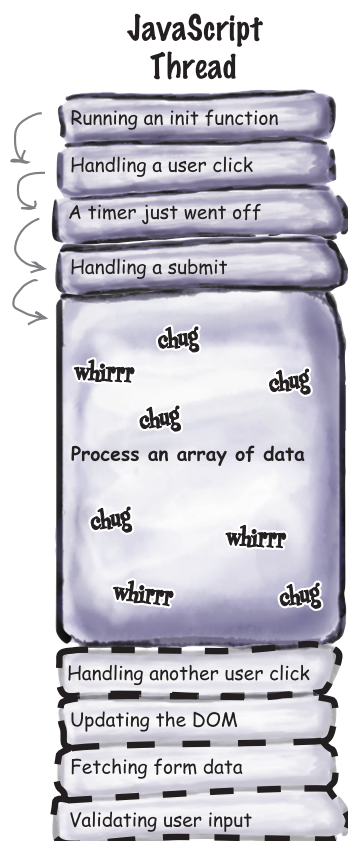 JavaScript
Thread
Running an init function
Handling a user click
A timer just went off
Handling a submit
chug
whirrr
chug
chug
Process an array of data
chug
whirrr
whirrr
chug
Handling another user click
Updating the DOM
Fetching form data
Validating user input